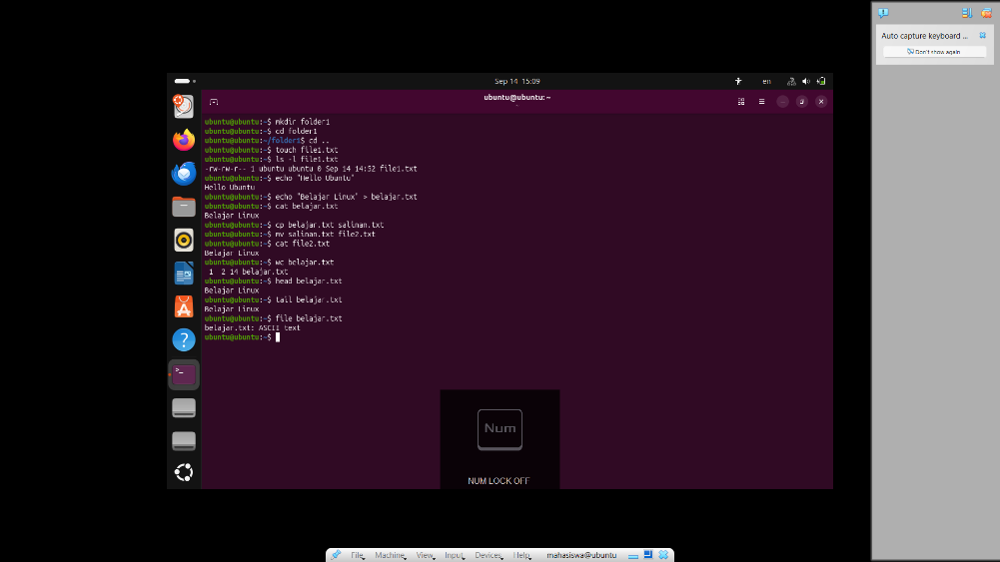 Auto capture keyboard ...
Don't show again
Sep 14 15:09
en
ubuntu@ubuntu: ~
ubuntu@ubuntu:~$ mkdir folder1
ubuntu@ubuntu:~$ cd folder1
ubuntu@ubuntu:~/folder1$ cd ..
ubuntu@ubuntu:~$ touch file1.txt
ubuntu@ubuntu:~$ ls -l file1.txt
-rw-rw-r-- 1 ubuntu ubuntu 0 Sep 14 14:52 file1.txt
ubuntu@ubuntu:~$ echo "Hello Ubuntu"
Hello Ubuntu
ubuntu@ubuntu:~$ echo "Belajar Linux" > belajar.txt
ubuntu@ubuntu:~$ cat belajar.txt
Belajar Linux
ubuntu@ubuntu:~$ cp belajar.txt salinan.txt
ubuntu@ubuntu:~$ mv salinan.txt file2.txt
ubuntu@ubuntu:~$ cat file2.txt
Belajar Linux
ubuntu@ubuntu:~$ wc belajar.txt
 1  2 14 belajar.txt
ubuntu@ubuntu:~$ head belajar.txt
Belajar Linux
ubuntu@ubuntu:~$ tail belajar.txt
Belajar Linux
ubuntu@ubuntu:~$ file belajar.txt
belajar.txt: ASCII text
ubuntu@ubuntu:~$
Num
NUM LOCK OFF
File Machine View Input Devices Help mahasiswa@ubuntu